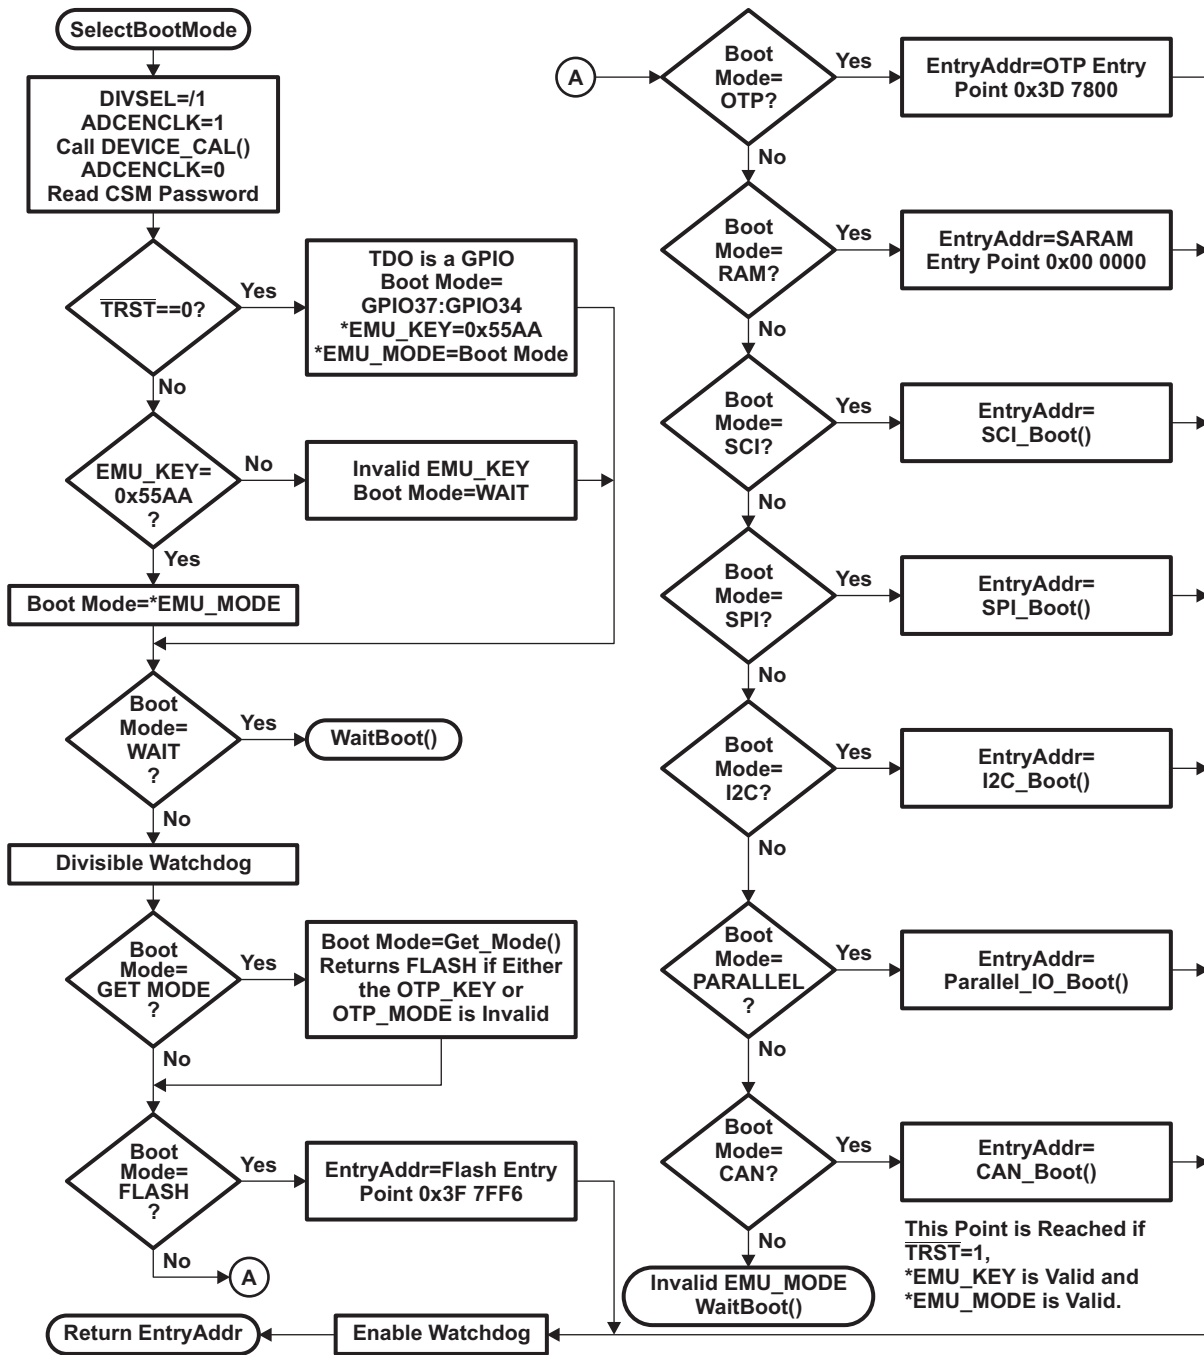 SelectBootMode
DIVSEL=/1
ADCENCLK=1
Call DEVICE_CAL()
ADCENCLK=0
Read CSM Password
TRST==0?
Yes
TDO is a GPIO
Boot Mode=
GPIO37:GPIO34
*EMU_KEY=0x55AA
*EMU_MODE=Boot Mode
No
EMU_KEY=
0x55AA
?
No
Invalid EMU_KEY
Boot Mode=WAIT
Yes
Boot Mode=*EMU_MODE
Boot
Mode=
WAIT
?
Yes
WaitBoot()
No
Divisible Watchdog
Boot
Mode=
GET MODE
?
Yes
Boot Mode=Get_Mode()
Returns FLASH if Either
the OTP_KEY or
OTP_MODE is Invalid
No
Boot
Mode=
FLASH
?
Yes
EntryAddr=Flash Entry
Point 0x3F 7FF6
No
A
Return EntryAddr
Enable Watchdog
A
Boot
Mode=
OTP?
Yes
EntryAddr=OTP Entry
Point 0x3D 7800
No
Boot
Mode=
RAM?
Yes
EntryAddr=SARAM
Entry Point 0x00 0000
No
Boot
Mode=
SCI?
Yes
EntryAddr=
SCI_Boot()
No
Boot
Mode=
SPI?
Yes
EntryAddr=
SPI_Boot()
No
Boot
Mode=
I2C?
Yes
EntryAddr=
I2C_Boot()
No
Boot
Mode=
PARALLEL
?
Yes
EntryAddr=
Parallel_IO_Boot()
No
Boot
Mode=
CAN?
Yes
EntryAddr=
CAN_Boot()
No
Invalid EMU_MODE
WaitBoot()
This Point is Reached if
TRST=1,
*EMU_KEY is Valid and
*EMU_MODE is Valid.